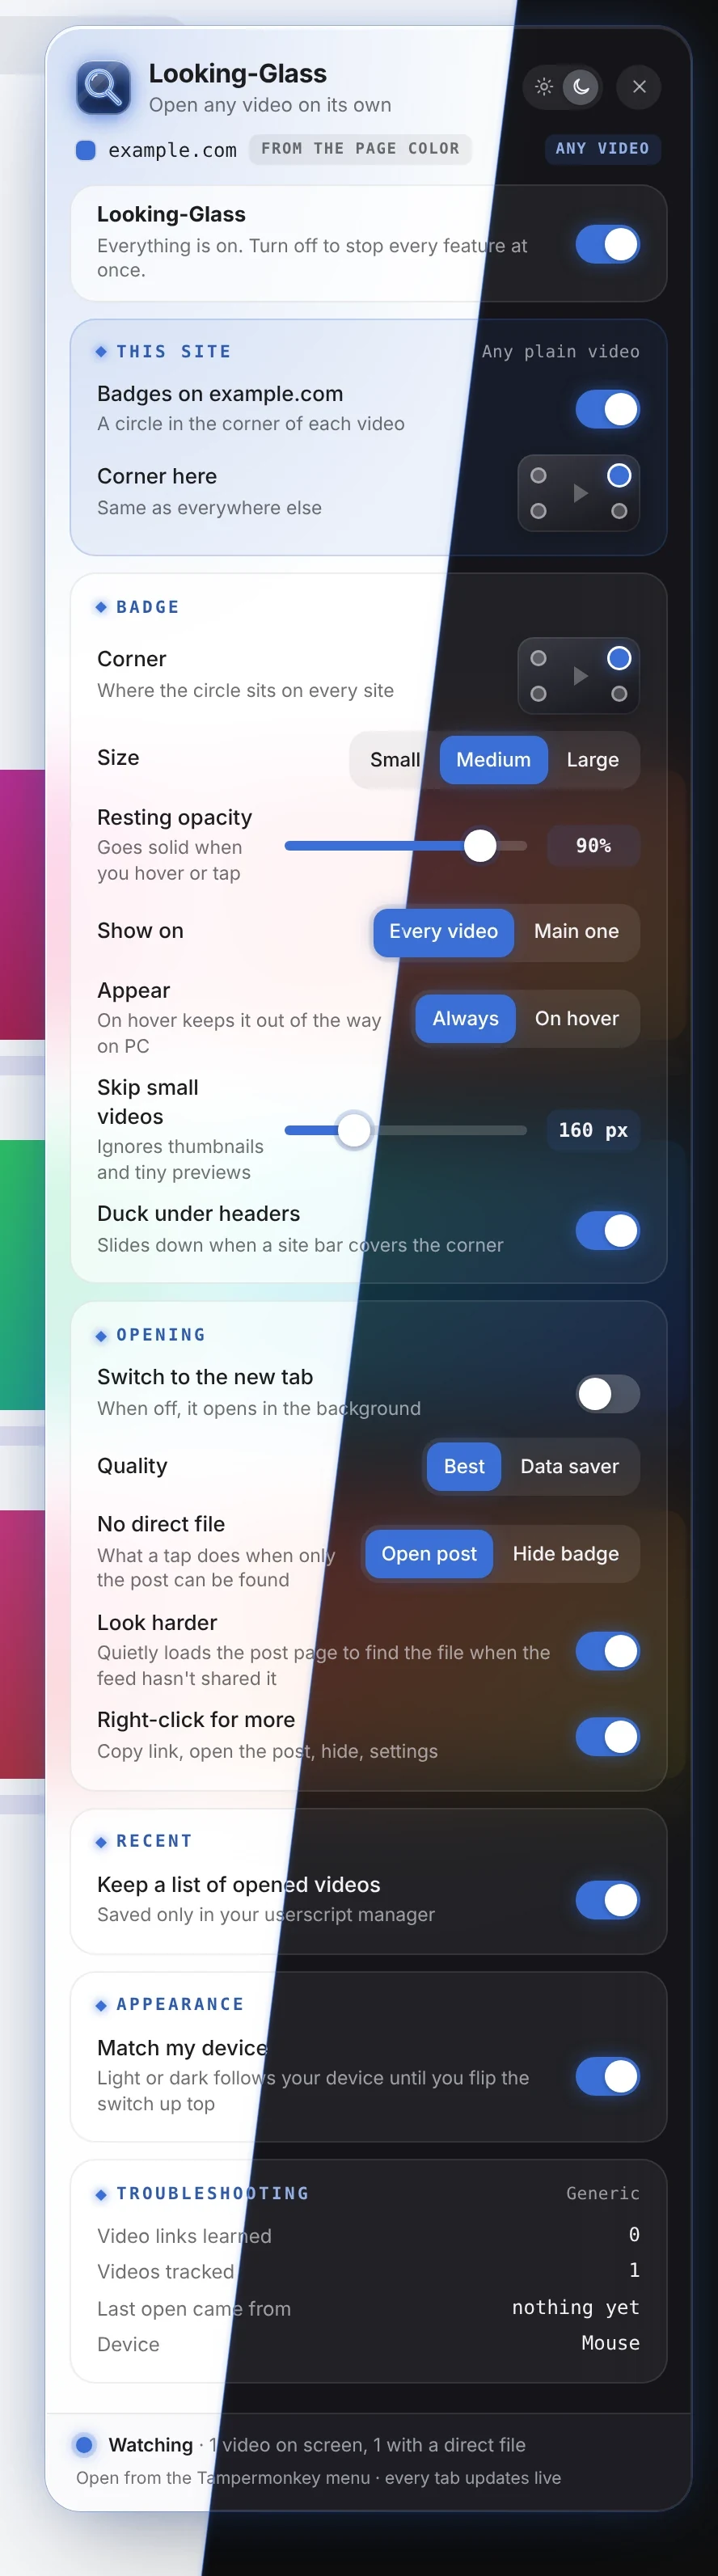 Looking-Glass
Open any video on its own
example.com FROM THE PAGE COLOR ANY VIDEO
Looking-Glass
Everything is on. Turn off to stop every feature at
once.
THIS SITE Any plain video
Badges on example.com
A circle in the corner of each video
Corner here
Same as everywhere else
BADGE
Corner
Where the circle sits on every site
Size Small Medium Large
Resting opacity
Goes solid when
you hover or tap
90%
Show on Every video Main one
Appear
On hover keeps it out of the way
on PC
Always On hover
Skip small
videos
Ignores thumbnails
and tiny previews
160 px
Duck under headers
Slides down when a site bar covers the corner
OPENING
Switch to the new tab
When off, it opens in the background
Quality Best Data saver
No direct file
What a tap does when only
the post can be found
Open post Hide badge
Look harder
Quietly loads the post page to find the file when the
feed hasn't shared it
Right-click for more
Copy link, open the post, hide, settings
RECENT
Keep a list of opened videos
Saved only in your userscript manager
APPEARANCE
Match my device
Light or dark follows your device until you flip the
switch up top
TROUBLESHOOTING Generic
Video links learned 0
Videos tracked 1
Last open came from nothing yet
Device Mouse
Watching · 1 video on screen, 1 with a direct file
Open from the Tampermonkey menu · every tab updates live